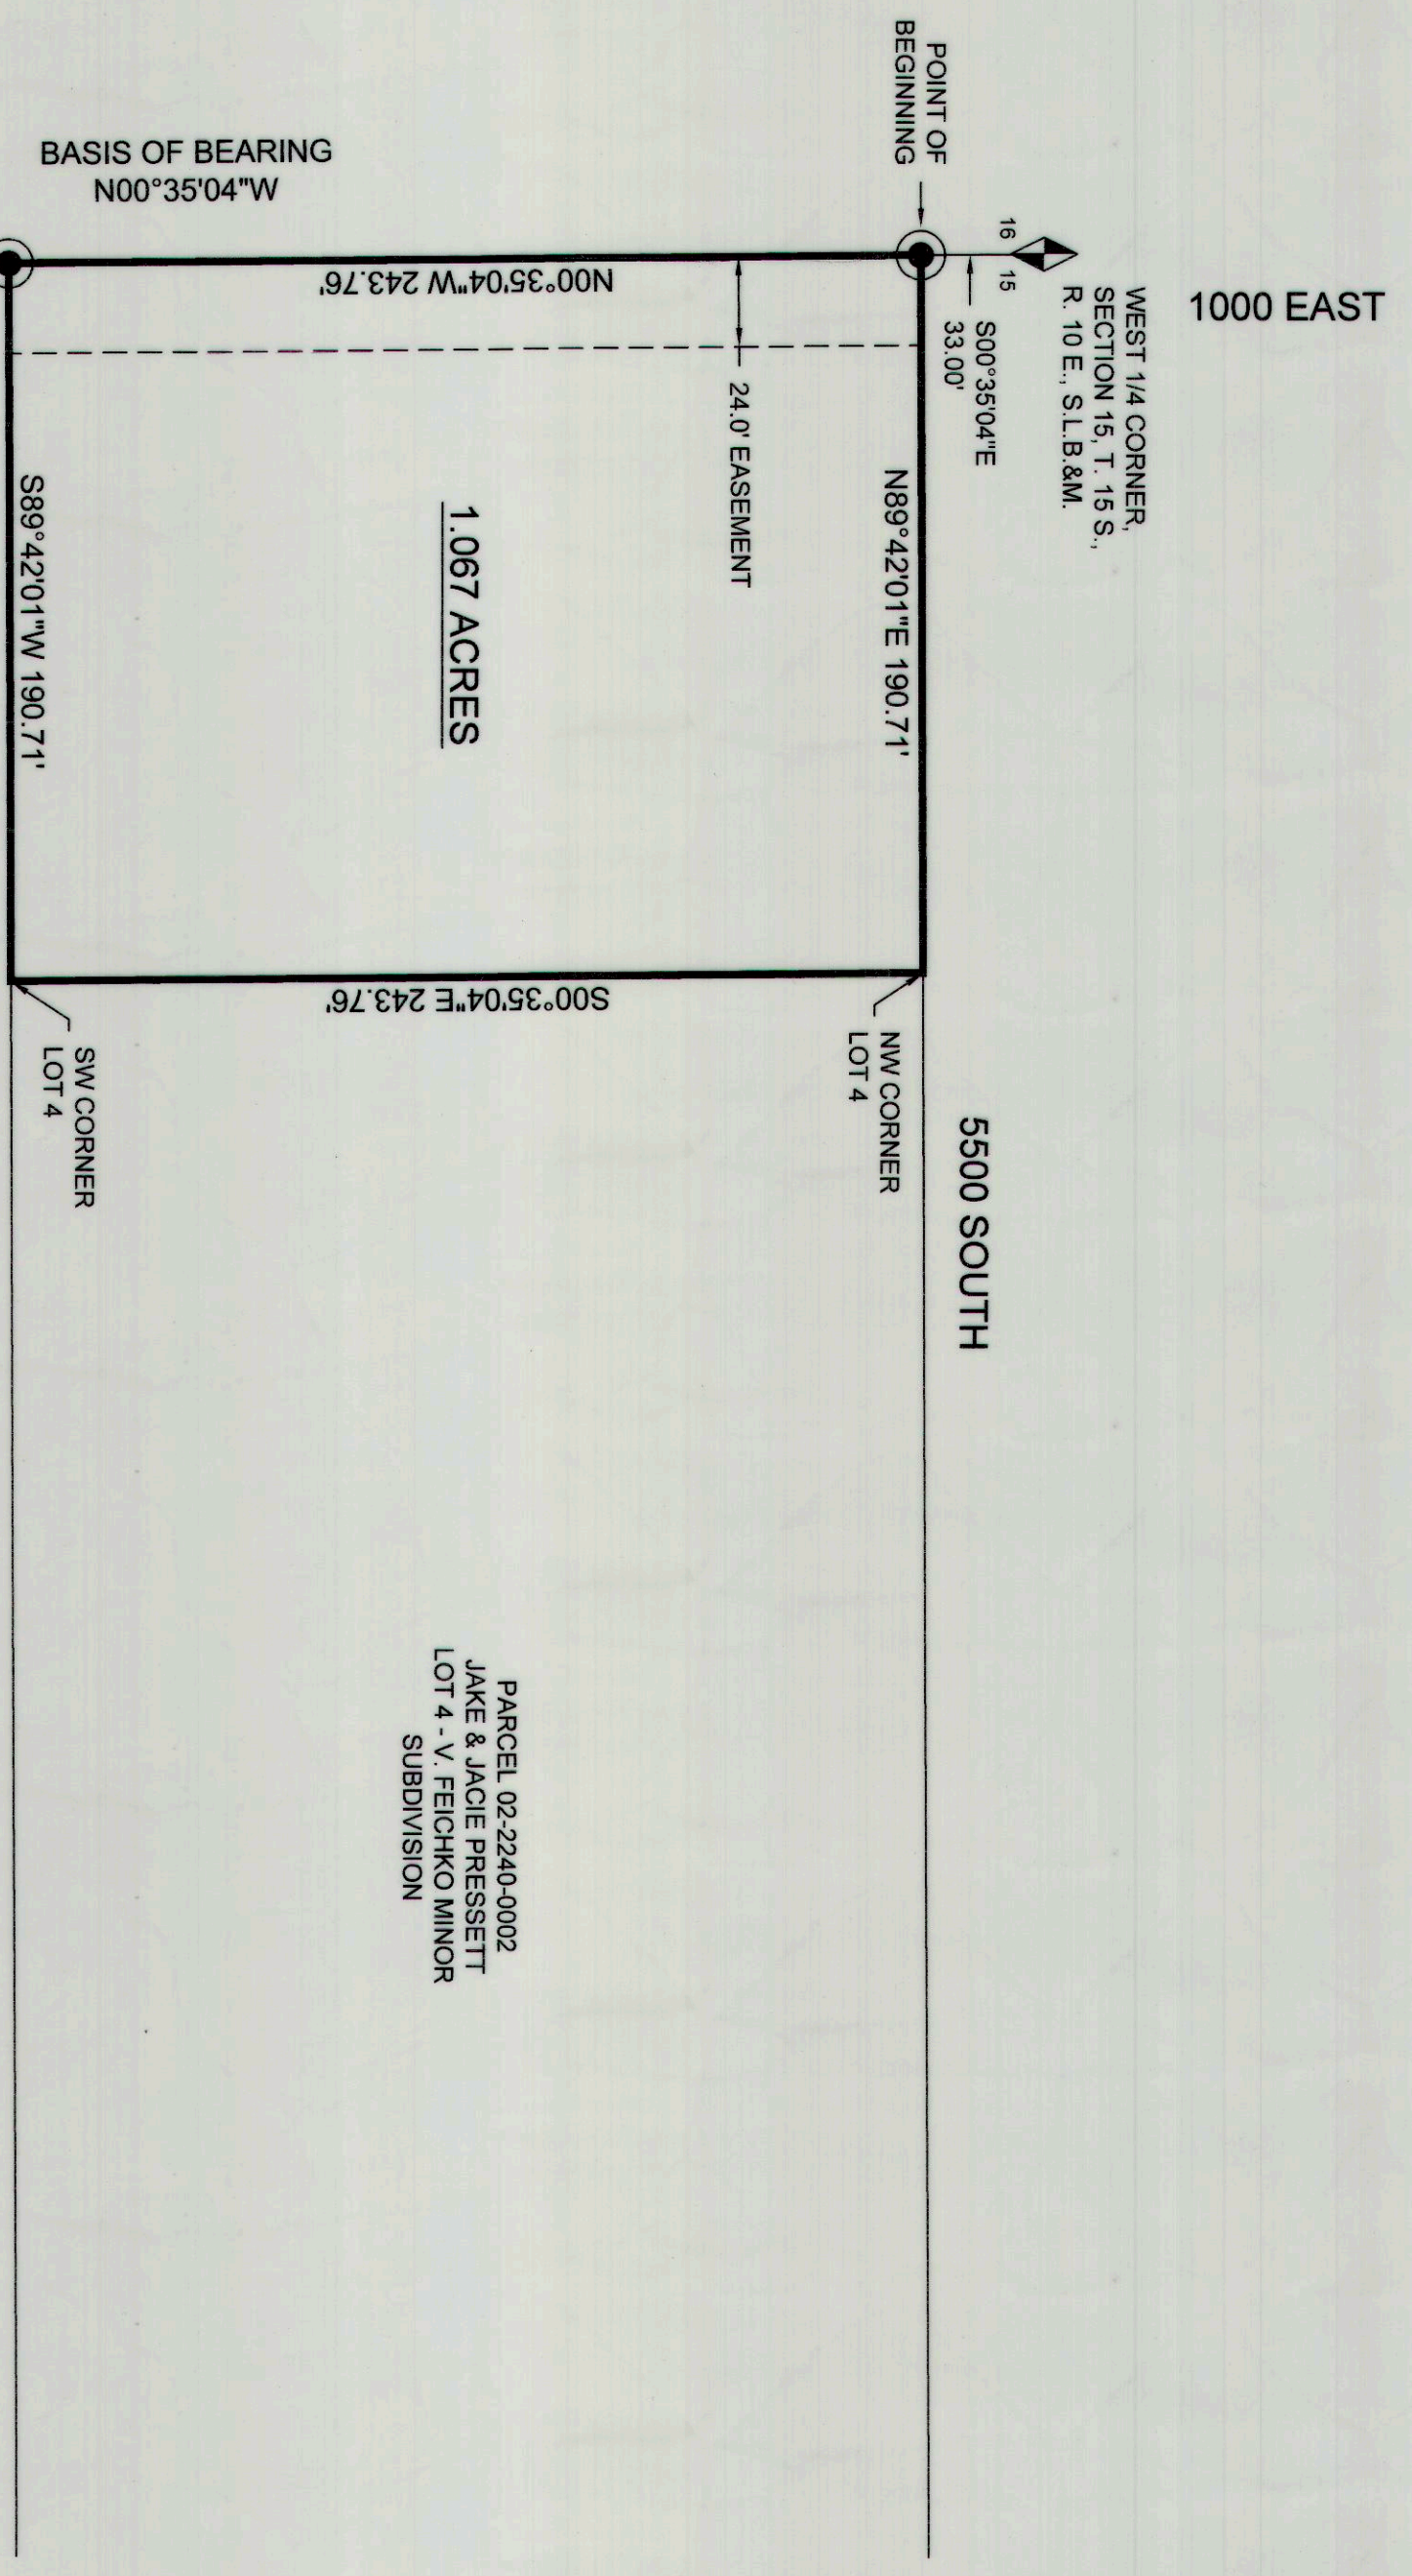 1000 EAST
WEST 1/4 CORNER,
SECTION 15, T. 15 S.,
R. 10 E., S.L.B.&M.
16
15
POINT OF
BEGINNING
S00°35'04"E
33.00'
5500 SOUTH
N89°42'01"E 190.71'
NW CORNER
LOT 4
24.0' EASEMENT
BASIS OF BEARING
N00°35'04"W
N00°35'04"W 243.76'
1.067 ACRES
S00°35'04"E 243.76'
PARCEL 02-2240-0002
JAKE & JACIE PRESSETT
LOT 4 - V. FEICHKO MINOR
SUBDIVISION
S89°42'01"W 190.71'
SW CORNER
LOT 4